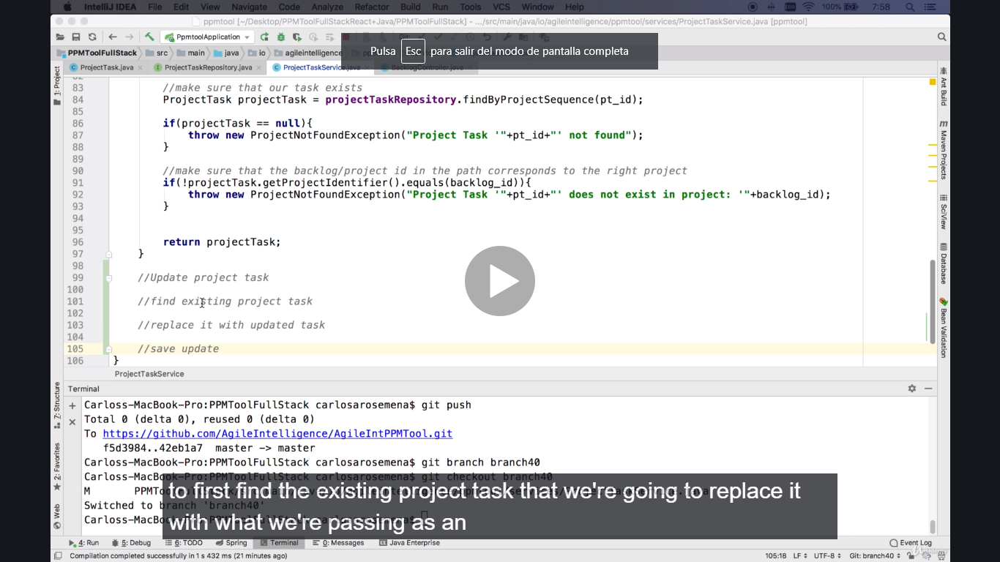 IntelliJ IDEA File Edit View Navigate Code Analyze Refactor Build Run Tools VCS Window Help 100% 7:58
ppmtool [~/Desktop/PPMToolFullStackReact+Java/PPMToolFullStack] - .../src/main/java/io/agileintelligence/ppmtool/services/ProjectTaskService.java [ppmtool]
PpmtoolApplication
Pulsa Esc para salir del modo de pantalla completa
PPMToolFullStack src main java io agileintelligence
ProjectTask.java ProjectTaskRepository.java ProjectTaskService.java BacklogController.java
1: Project
83 //make sure that our task exists
84 ProjectTask projectTask = projectTaskRepository.findByProjectSequence(pt_id);
85
86 if(projectTask == null){
87 throw new ProjectNotFoundException("Project Task '"+pt_id+"' not found");
88 }
89
90 //make sure that the backlog/project id in the path corresponds to the right project
91 if(!projectTask.getProjectIdentifier().equals(backlog_id)){
92 throw new ProjectNotFoundException("Project Task '"+pt_id+"' does not exist in project: '"+backlog_id);
93 }
94
95
96 return projectTask;
97 }
98
99 //Update project task
100
101 //find existing project task
102
103 //replace it with updated task
104
105 //save update
106 }
ProjectTaskService
Ant Build
Maven Projects
SciView
Database
Bean Validation
7: Structure
2: Favorites
Web
Terminal
Carloss-MacBook-Pro:PPMToolFullStack carlosarosemena$ git push
Total 0 (delta 0), reused 0 (delta 0)
To https://github.com/AgileIntelligence/AgileIntPPMTool.git
f5d3984..42eb1a7 master -> master
Carloss-MacBook-Pro:PPMToolFullStack carlosarosemena$ git branch branch40
Carloss-MacBook-Pro:PPMToolFullStack carlosarosemena$ git checkout branch40
M
Switched to branch 'branch40'
to first find the existing project task that we're going to replace it
with what we're passing as an
4: Run 5: Debug 6: TODO Spring Terminal 0: Messages Java Enterprise Event Log
Compilation completed successfully in 1 s 432 ms (21 minutes ago) 105:18 LF UTF-8 Git: branch40